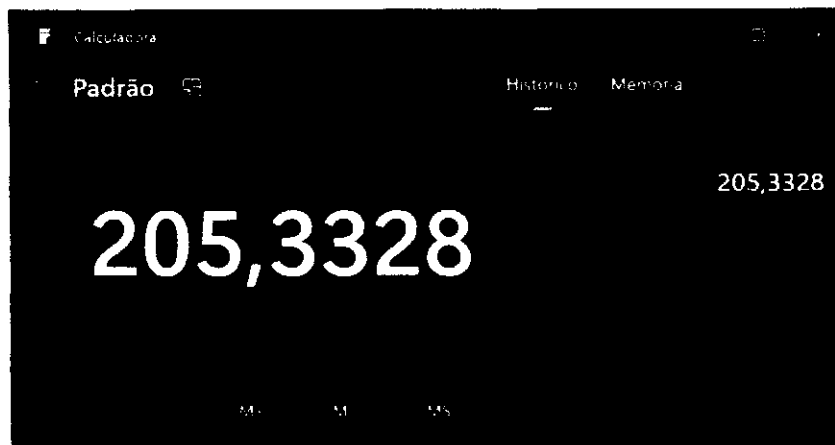 Calculadora
Padrão
Histórico Memória
205,3328
205,3328
M+ M MS